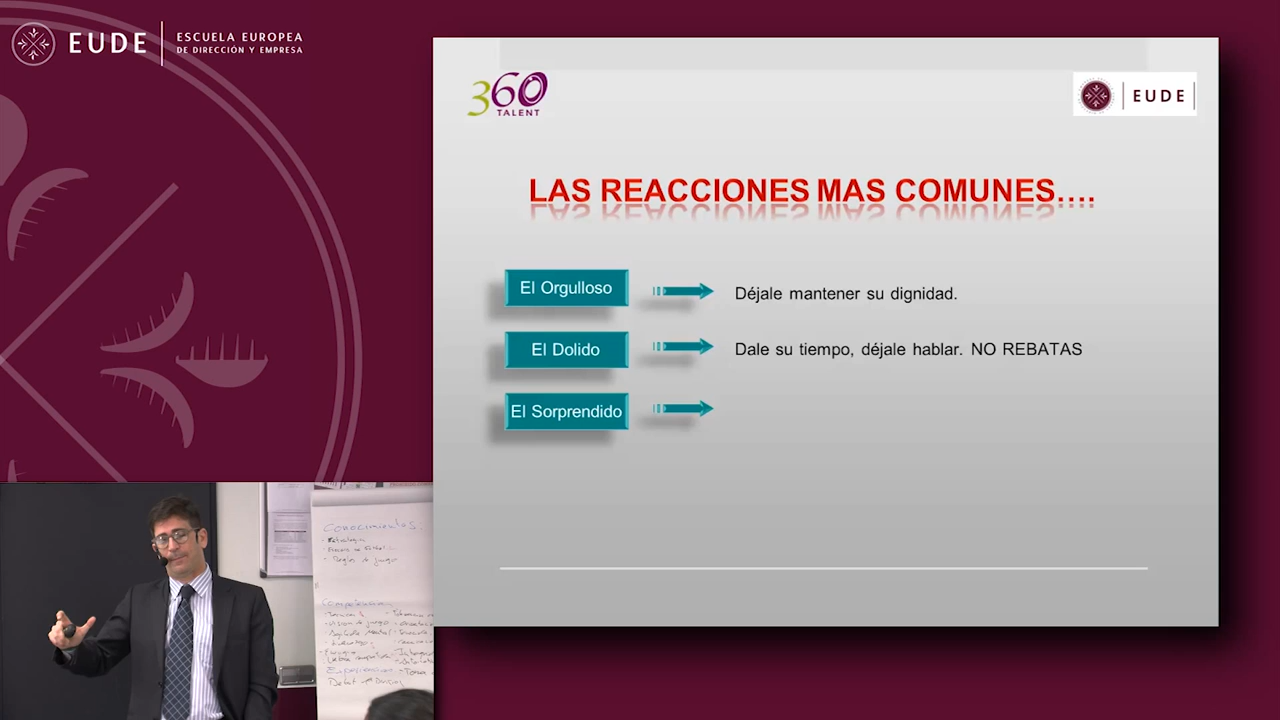 EUDE
ESCUELA EUROPEA
DE DIRECCIÓN Y EMPRESA
360
TALENT
EUDE
LAS REACCIONES MAS COMUNES....
El Orgulloso
Déjale mantener su dignidad.
El Dolido
Dale su tiempo, déjale hablar. NO REBATAS
El Sorprendido
Conocimientos.